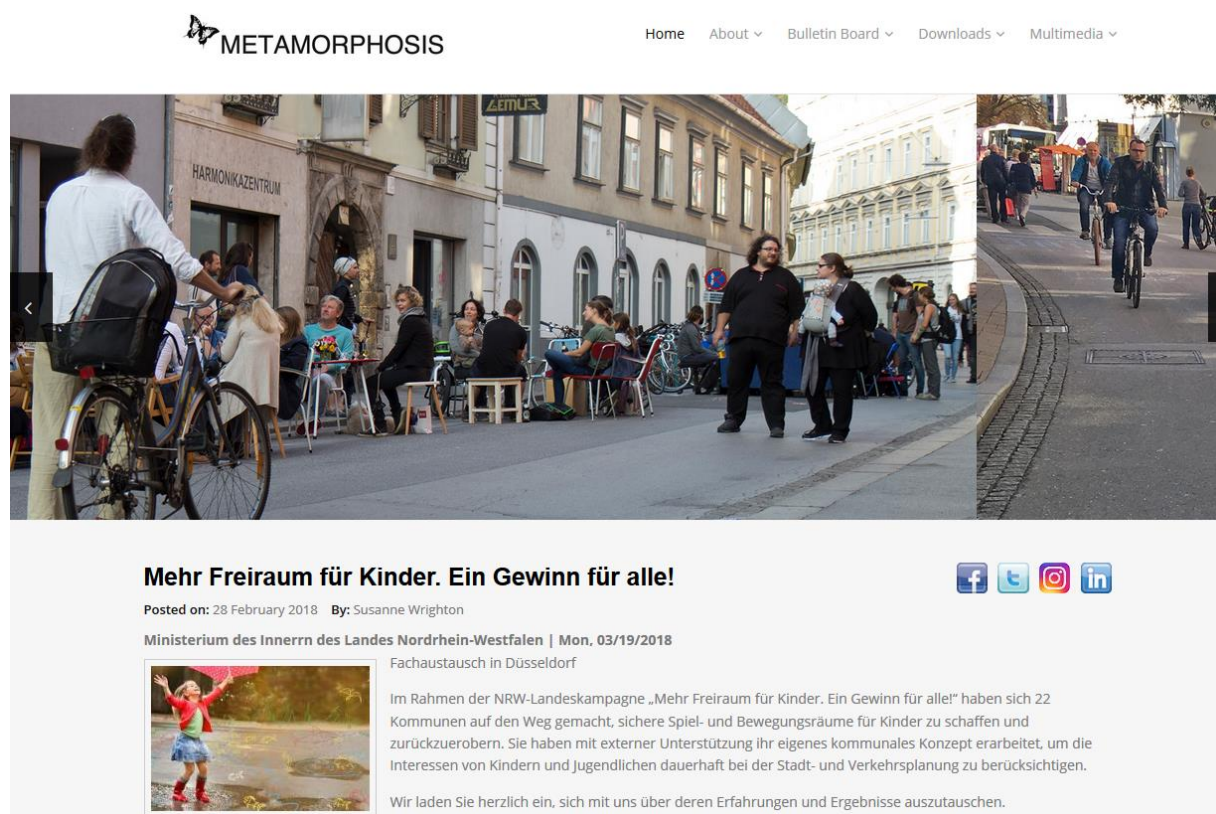 METAMORPHOSIS
Home About Bulletin Board Downloads Multimedia
LEMUR
HARMONIKAZENTRUM
Mehr Freiraum für Kinder. Ein Gewinn für alle!
Posted on: 28 February 2018 By: Susanne Wrighton
Ministerium des Innerrn des Landes Nordrhein-Westfalen | Mon, 03/19/2018
Fachaustausch in Düsseldorf
Im Rahmen der NRW-Landeskampagne „Mehr Freiraum für Kinder. Ein Gewinn für alle!“ haben sich 22
Kommunen auf den Weg gemacht, sichere Spiel- und Bewegungsräume für Kinder zu schaffen und
zurückzuerobern. Sie haben mit externer Unterstützung ihr eigenes kommunales Konzept erarbeitet, um die
Interessen von Kindern und Jugendlichen dauerhaft bei der Stadt- und Verkehrsplanung zu berücksichtigen.
Wir laden Sie herzlich ein, sich mit uns über deren Erfahrungen und Ergebnisse auszutauschen.